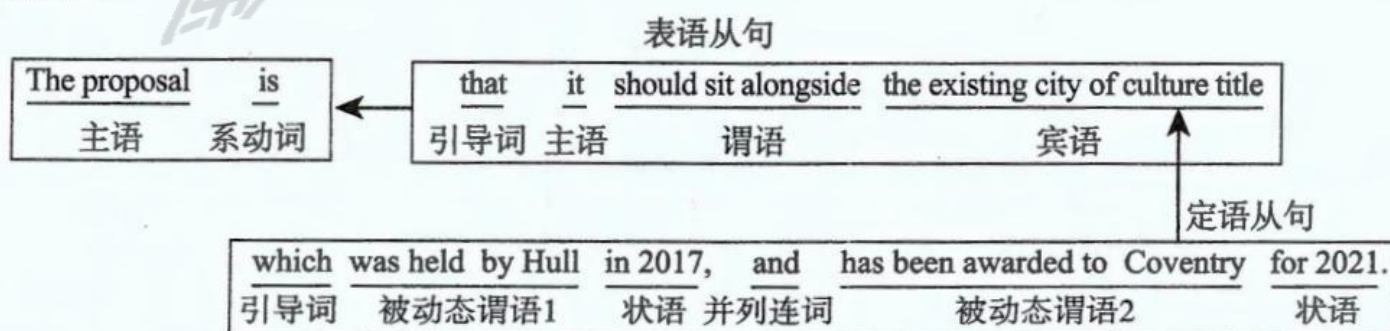 表语从句
The proposal is that it should sit alongside the existing city of culture title
主语 系动词 引导词 主语 谓语 宾语
定语从句
which was held by Hull in 2017, and has been awarded to Coventry for 2021.
引导词 被动态谓语1 状语 并列连词 被动态谓语2 状语